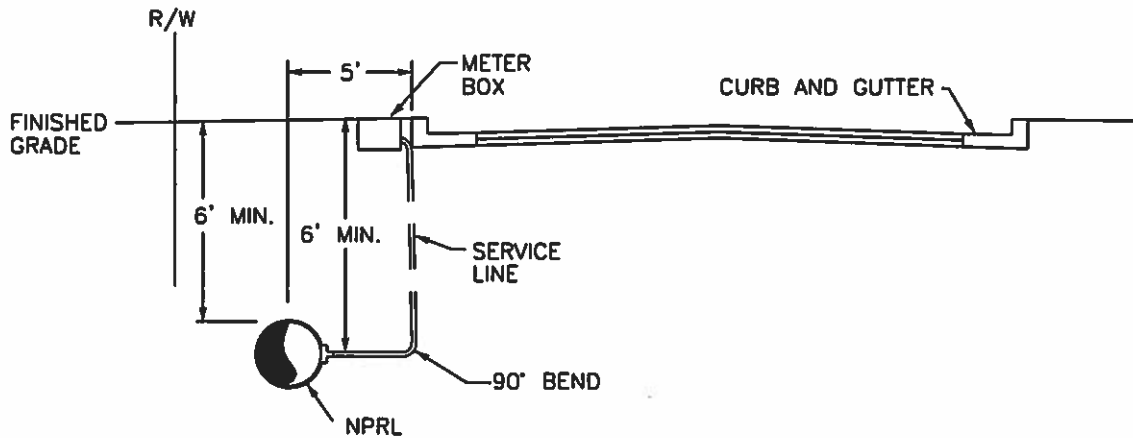 R/W
5'
METER
BOX
CURB AND GUTTER
FINISHED
GRADE
6' MIN.
6' MIN.
SERVICE
LINE
90° BEND
NPRL